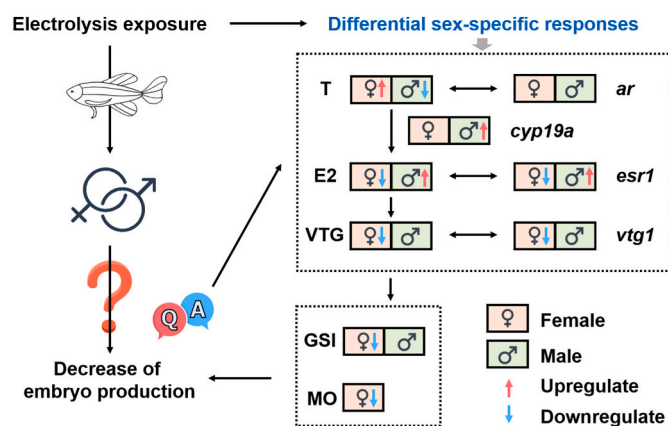 Electrolysis exposure
Differential sex-specific responses
T
ar
cyp19a
E2
esr1
VTG
vtg1
Q A
GSI
MO
Decrease of
embryo production
Female
Male
Upregulate
Downregulate